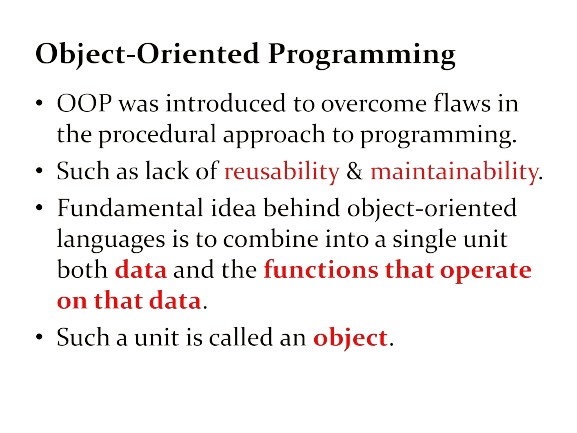 Object-Oriented Programming
• OOP was introduced to overcome flaws in
the procedural approach to programming.
• Such as lack of reusability & maintainability.
• Fundamental idea behind object-oriented
languages is to combine into a single unit
both data and the functions that operate
on that data.
• Such a unit is called an object.